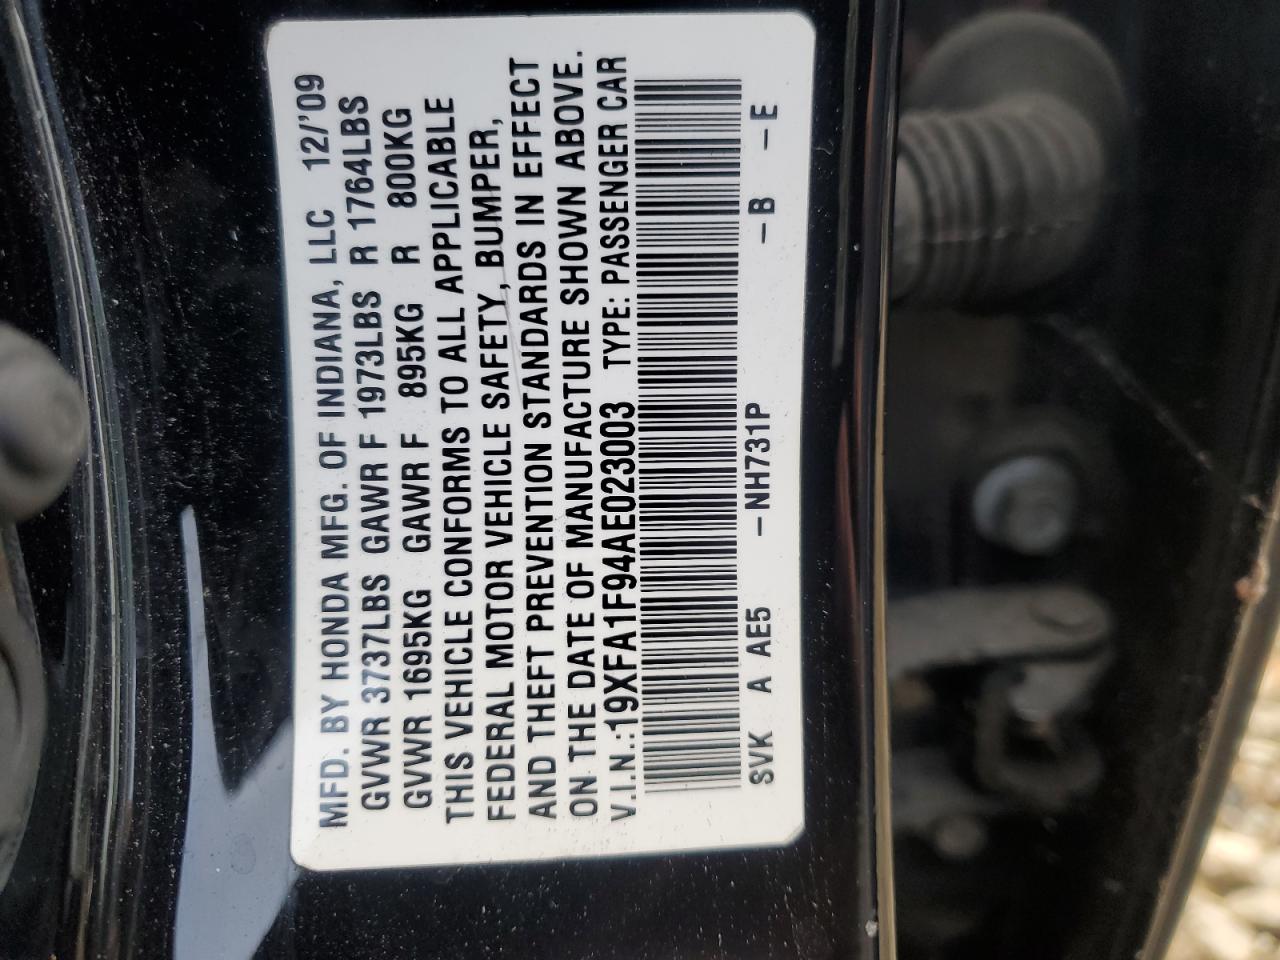 MFD. BY HONDA MFG. OF INDIANA, LLC 12/'09
GVWR 3737LBS GAWR F 1973LBS R 1764LBS
GVWR 1695KG GAWR F 895KG R 800KG
THIS VEHICLE CONFORMS TO ALL APPLICABLE
FEDERAL MOTOR VEHICLE SAFETY, BUMPER,
AND THEFT PREVENTION STANDARDS IN EFFECT
ON THE DATE OF MANUFACTURE SHOWN ABOVE.
V.I.N.:19XFA1F94AE023003 TYPE: PASSENGER CAR
SVK A AE5 -NH731P -B -E